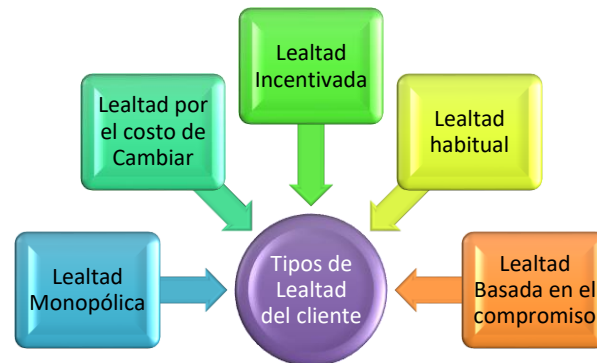 Lealtad
Incentivada
Lealtad por
el costo de
Cambiar
Lealtad
habitual
Lealtad
Monopólica
Tipos de
Lealtad
del cliente
Lealtad
Basada en el
compromiso